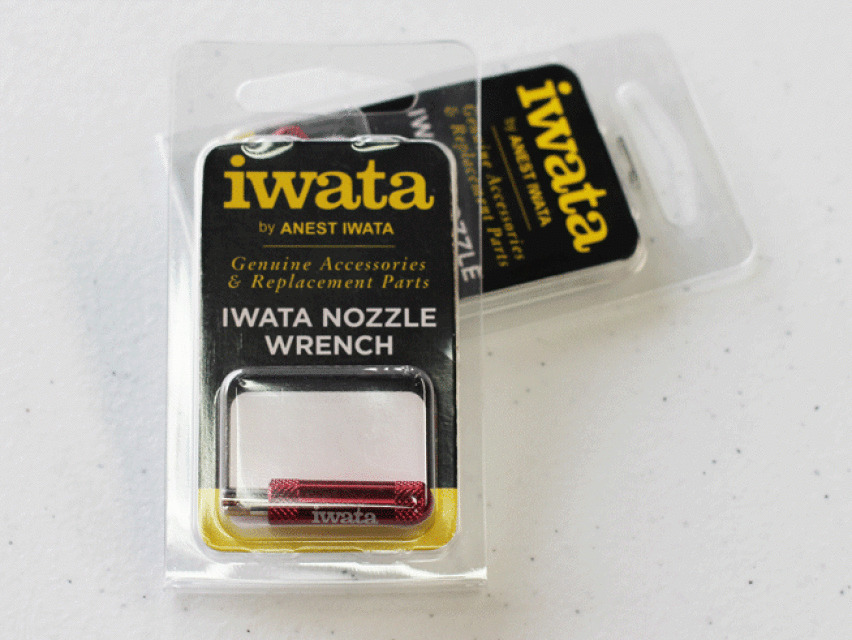 iwata
by ANEST IWATA
Genuine Accessories
& Replacement Parts
IWATA NOZZLE
WRENCH
iwata
iwata
by ANEST IWATA
Genuine Accessories
& Replacement Parts